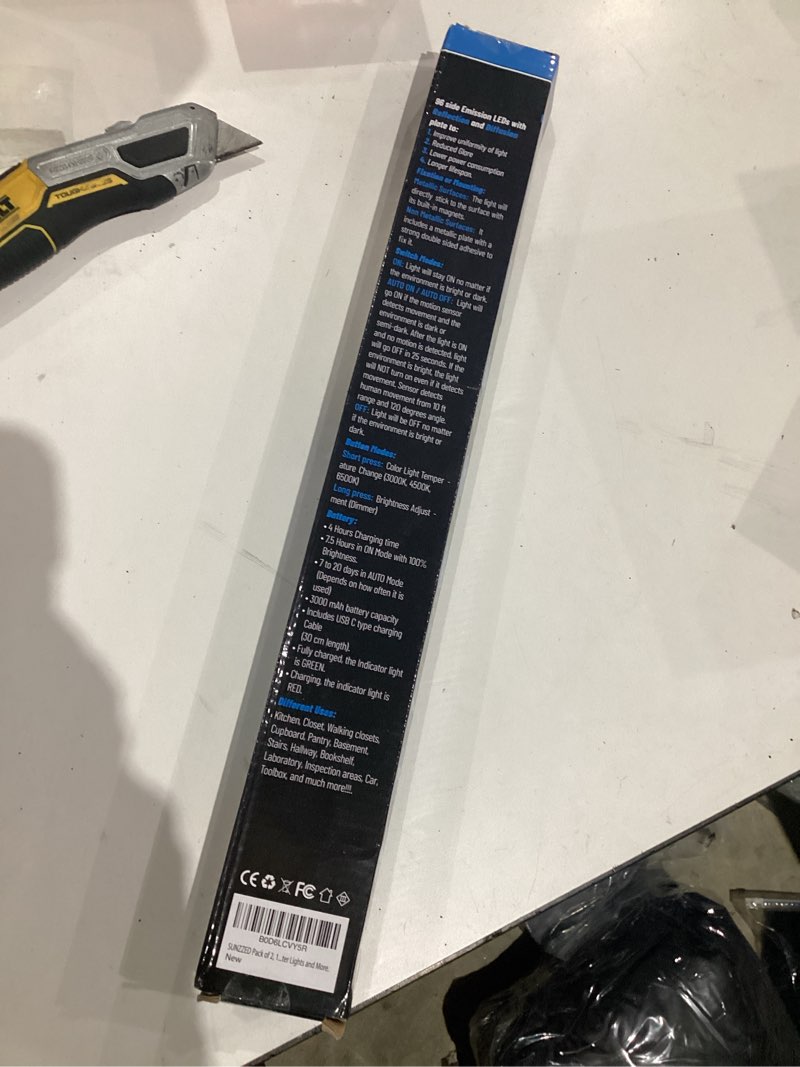 TOUGH
96 side Emission LEDs with
Reflection and Diffusion
plate to:
1. Improve uniformity of light
2. Reduced Glare
3. Lower power consumption
4. Longer lifespan.
Fixation or Mounting:
Metallic Surfaces: The light will
directly stick to the surface with
its built-in magnets.
Non Metallic Surfaces: It
includes a metallic plate with a
strong double sided adhesive to
fix it.
Switch Modes:
ON: Light will stay ON no matter if
the environment is bright or dark.
AUTO ON / AUTO OFF: Light will
go ON if the motion sensor
detects movement and the
environment is dark or
semi-dark. After the light is ON
and no motion is detected, light
will go OFF in 25 seconds. If the
environment is bright, the light
will NOT turn on even if it detects
movement. Sensor detects
human movement from 10 ft
range and 120 degrees angle.
OFF: Light will be OFF no matter
if the environment is bright or
dark.
Button Modes:
Short press: Color Light Temper -
ature Change (3000K, 4500K,
6500K)
Long press: Brightness Adjust -
ment (Dimmer)
Battery:
• 4 Hours Charging time
• 7.5 Hours in ON Mode with 100%
Brightness.
• 7 to 20 days in AUTO Mode
(Depends on how often it is
used)
• 3000 mAh battery capacity
• Includes USB C type charging
Cable
(30 cm length).
• Fully charged, the Indicator light
is GREEN.
• Charging, the indicator light is
RED.
Different Uses:
Kitchen, Closet, Walking closets,
Cupboard, Pantry, Basement,
Stairs, Hallway, Bookshelf,
Laboratory, Inspection areas, Car,
Toolbox, and much more!!!.
CE FC
B0D6LCVY5R
SUNZZED Pack of 2, 1...ter Lights and More.
New